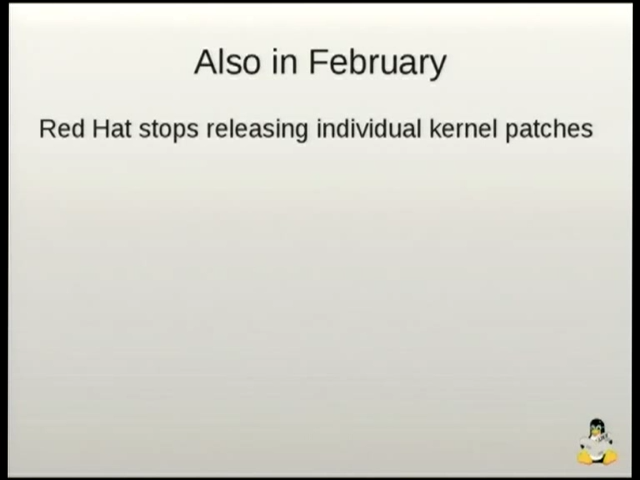 Also in February
Red Hat stops releasing individual kernel patches